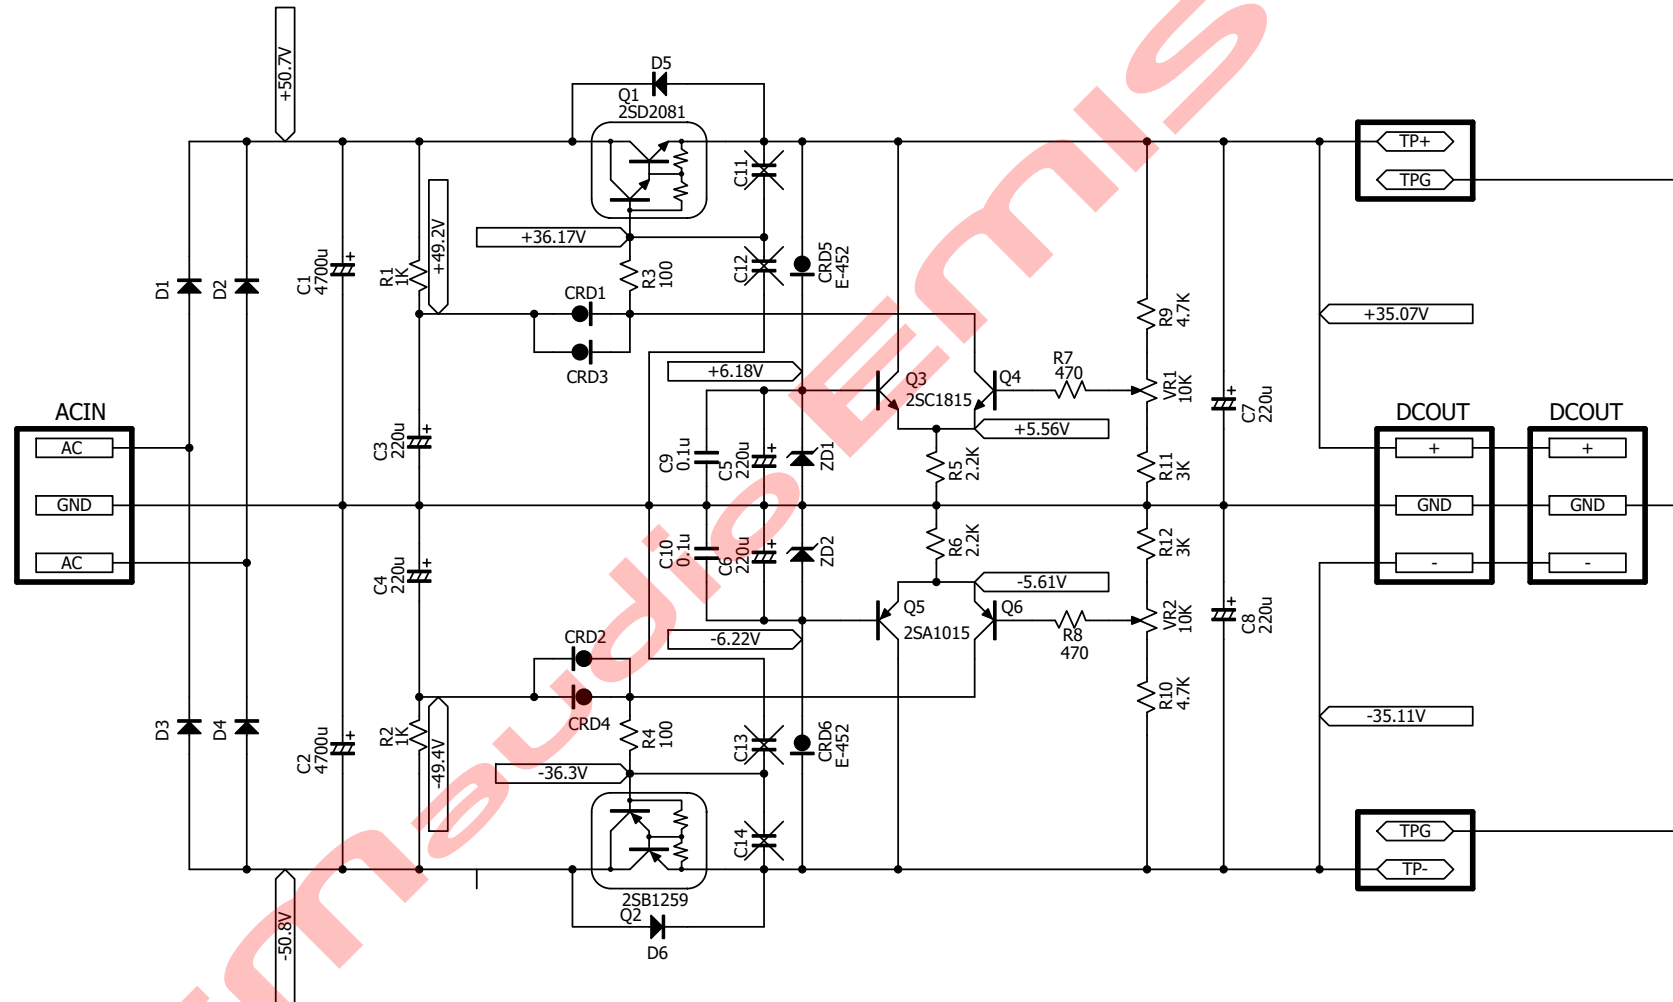 +50.7V
D5
Q1
2SD2081
TP+
TPG
C11
+49.2V
+36.17V
D1
D2
C1
4700u
R1
1K
R3
100
C12
CRD5
E-452
CRD1
CRD3
R9
4.7K
+35.07V
+6.18V
R7
470
Q3
2SC1815
Q4
VR1
10K
C7
220u
ACIN
AC
GND
AC
C3
220u
C9
0.1u
C5
220u
ZD1
+5.56V
R5
2.2K
R11
3K
DCOUT
+
GND
-
DCOUT
+
GND
-
C4
220u
C10
0.1u
C6
220u
ZD2
R6
2.2K
R12
3K
-5.61V
Q5
2SA1015
Q6
R8
470
VR2
10K
C8
220u
CRD2
CRD4
-6.22V
D3
D4
C2
4700u
R2
1K
-49.4V
R4
100
C13
CRD6
E-452
R10
4.7K
-35.11V
-36.3V
C14
TPG
TP-
2SB1259
Q2
D6
-50.8V
imaudio Emis